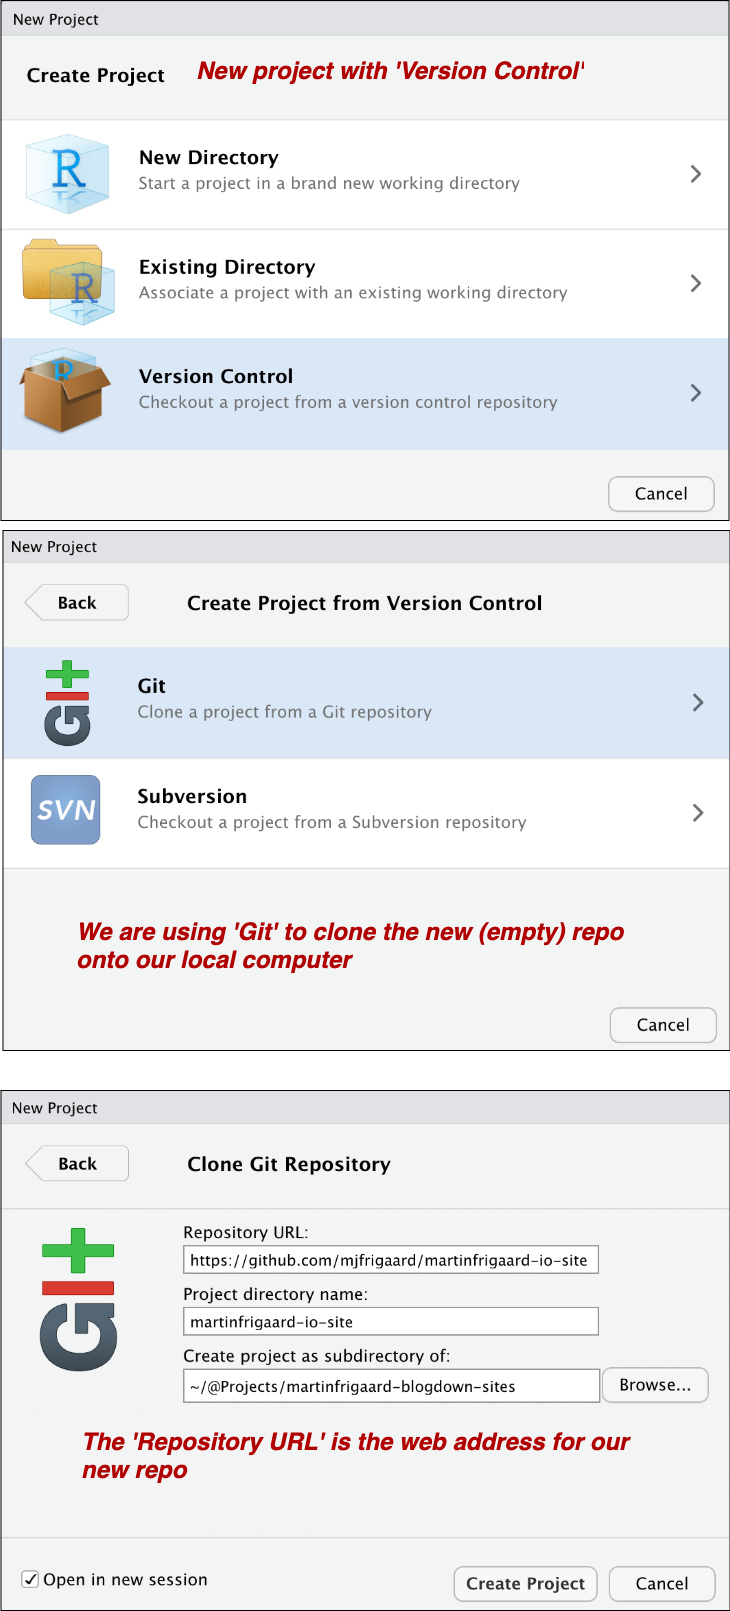 New Project
Create Project
New project with 'Version Control'
R
New Directory
Start a project in a brand new working directory
R
Existing Directory
Associate a project with an existing working directory
R
Version Control
Checkout a project from a version control repository
Cancel
New Project
Back
Create Project from Version Control
Git
Git
Clone a project from a Git repository
SVN
Subversion
Checkout a project from a Subversion repository
We are using 'Git' to clone the new (empty) repo
onto our local computer
Cancel
New Project
Back
Clone Git Repository
Git
Repository URL:
https://github.com/mjfrigaard/martinfrigaard-io-site
Project directory name:
martinfrigaard-io-site
Create project as subdirectory of:
~/@Projects/martinfrigaard-blogdown-sites
Browse...
The 'Repository URL' is the web address for our
new repo
Open in new session
Create Project
Cancel